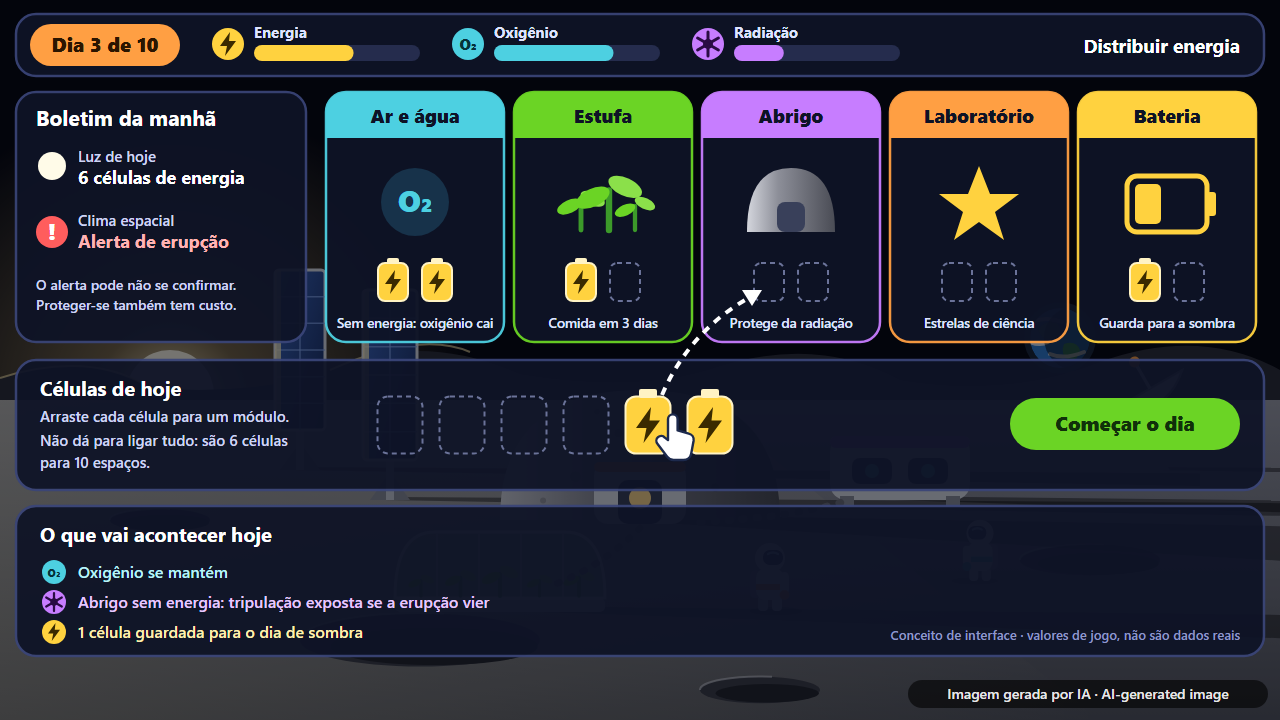 Dia 3 de 10
Energia
O₂
Oxigênio
Radiação
Distribuir energia
Boletim da manhã
Luz de hoje
6 células de energia
!
Clima espacial
Alerta de erupção
O alerta pode não se confirmar.
Proteger-se também tem custo.
Ar e água
O₂
Sem energia: oxigênio cai
Estufa
Comida em 3 dias
Abrigo
Protege da radiação
Laboratório
Estrelas de ciência
Bateria
Guarda para a sombra
Células de hoje
Arraste cada célula para um módulo.
Não dá para ligar tudo: são 6 células
para 10 espaços.
Começar o dia
O que vai acontecer hoje
O₂
Oxigênio se mantém
Abrigo sem energia: tripulação exposta se a erupção vier
1 célula guardada para o dia de sombra
Conceito de interface · valores de jogo, não são dados reais
Imagem gerada por IA · AI-generated image